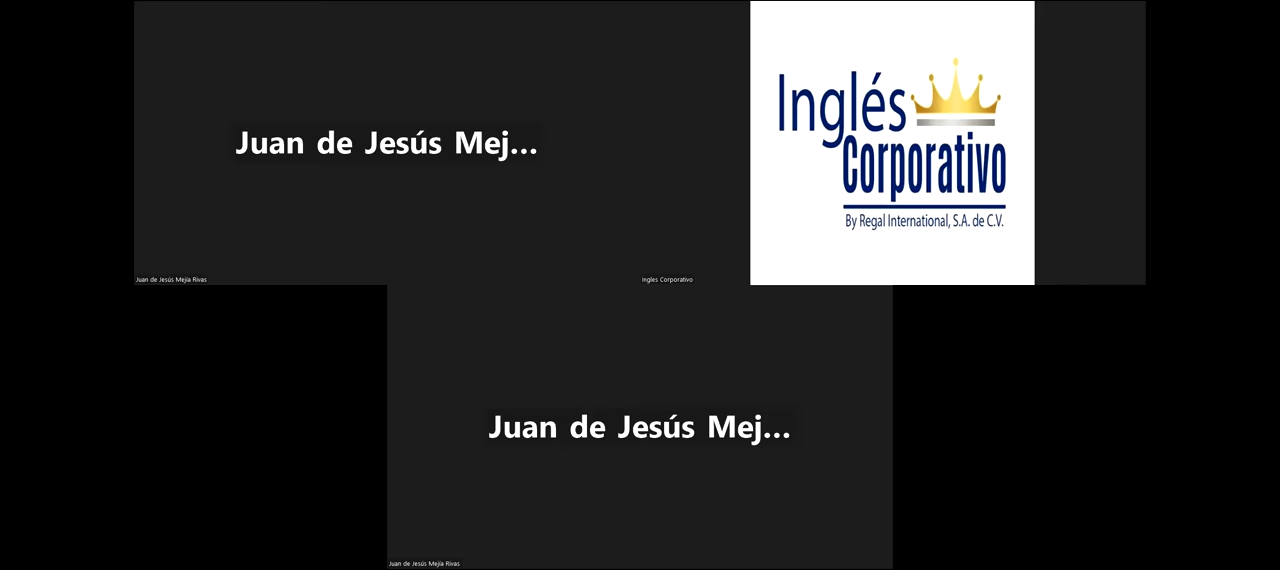 Juan de Jesús Mej...
Inglés
Corporativo
By Regal International, S.A. de C.V.
Juan de Jesús Mejía Rivas
Ingles Corporativo
Juan de Jesús Mej...
Juan de Jesús Mejía Rivas